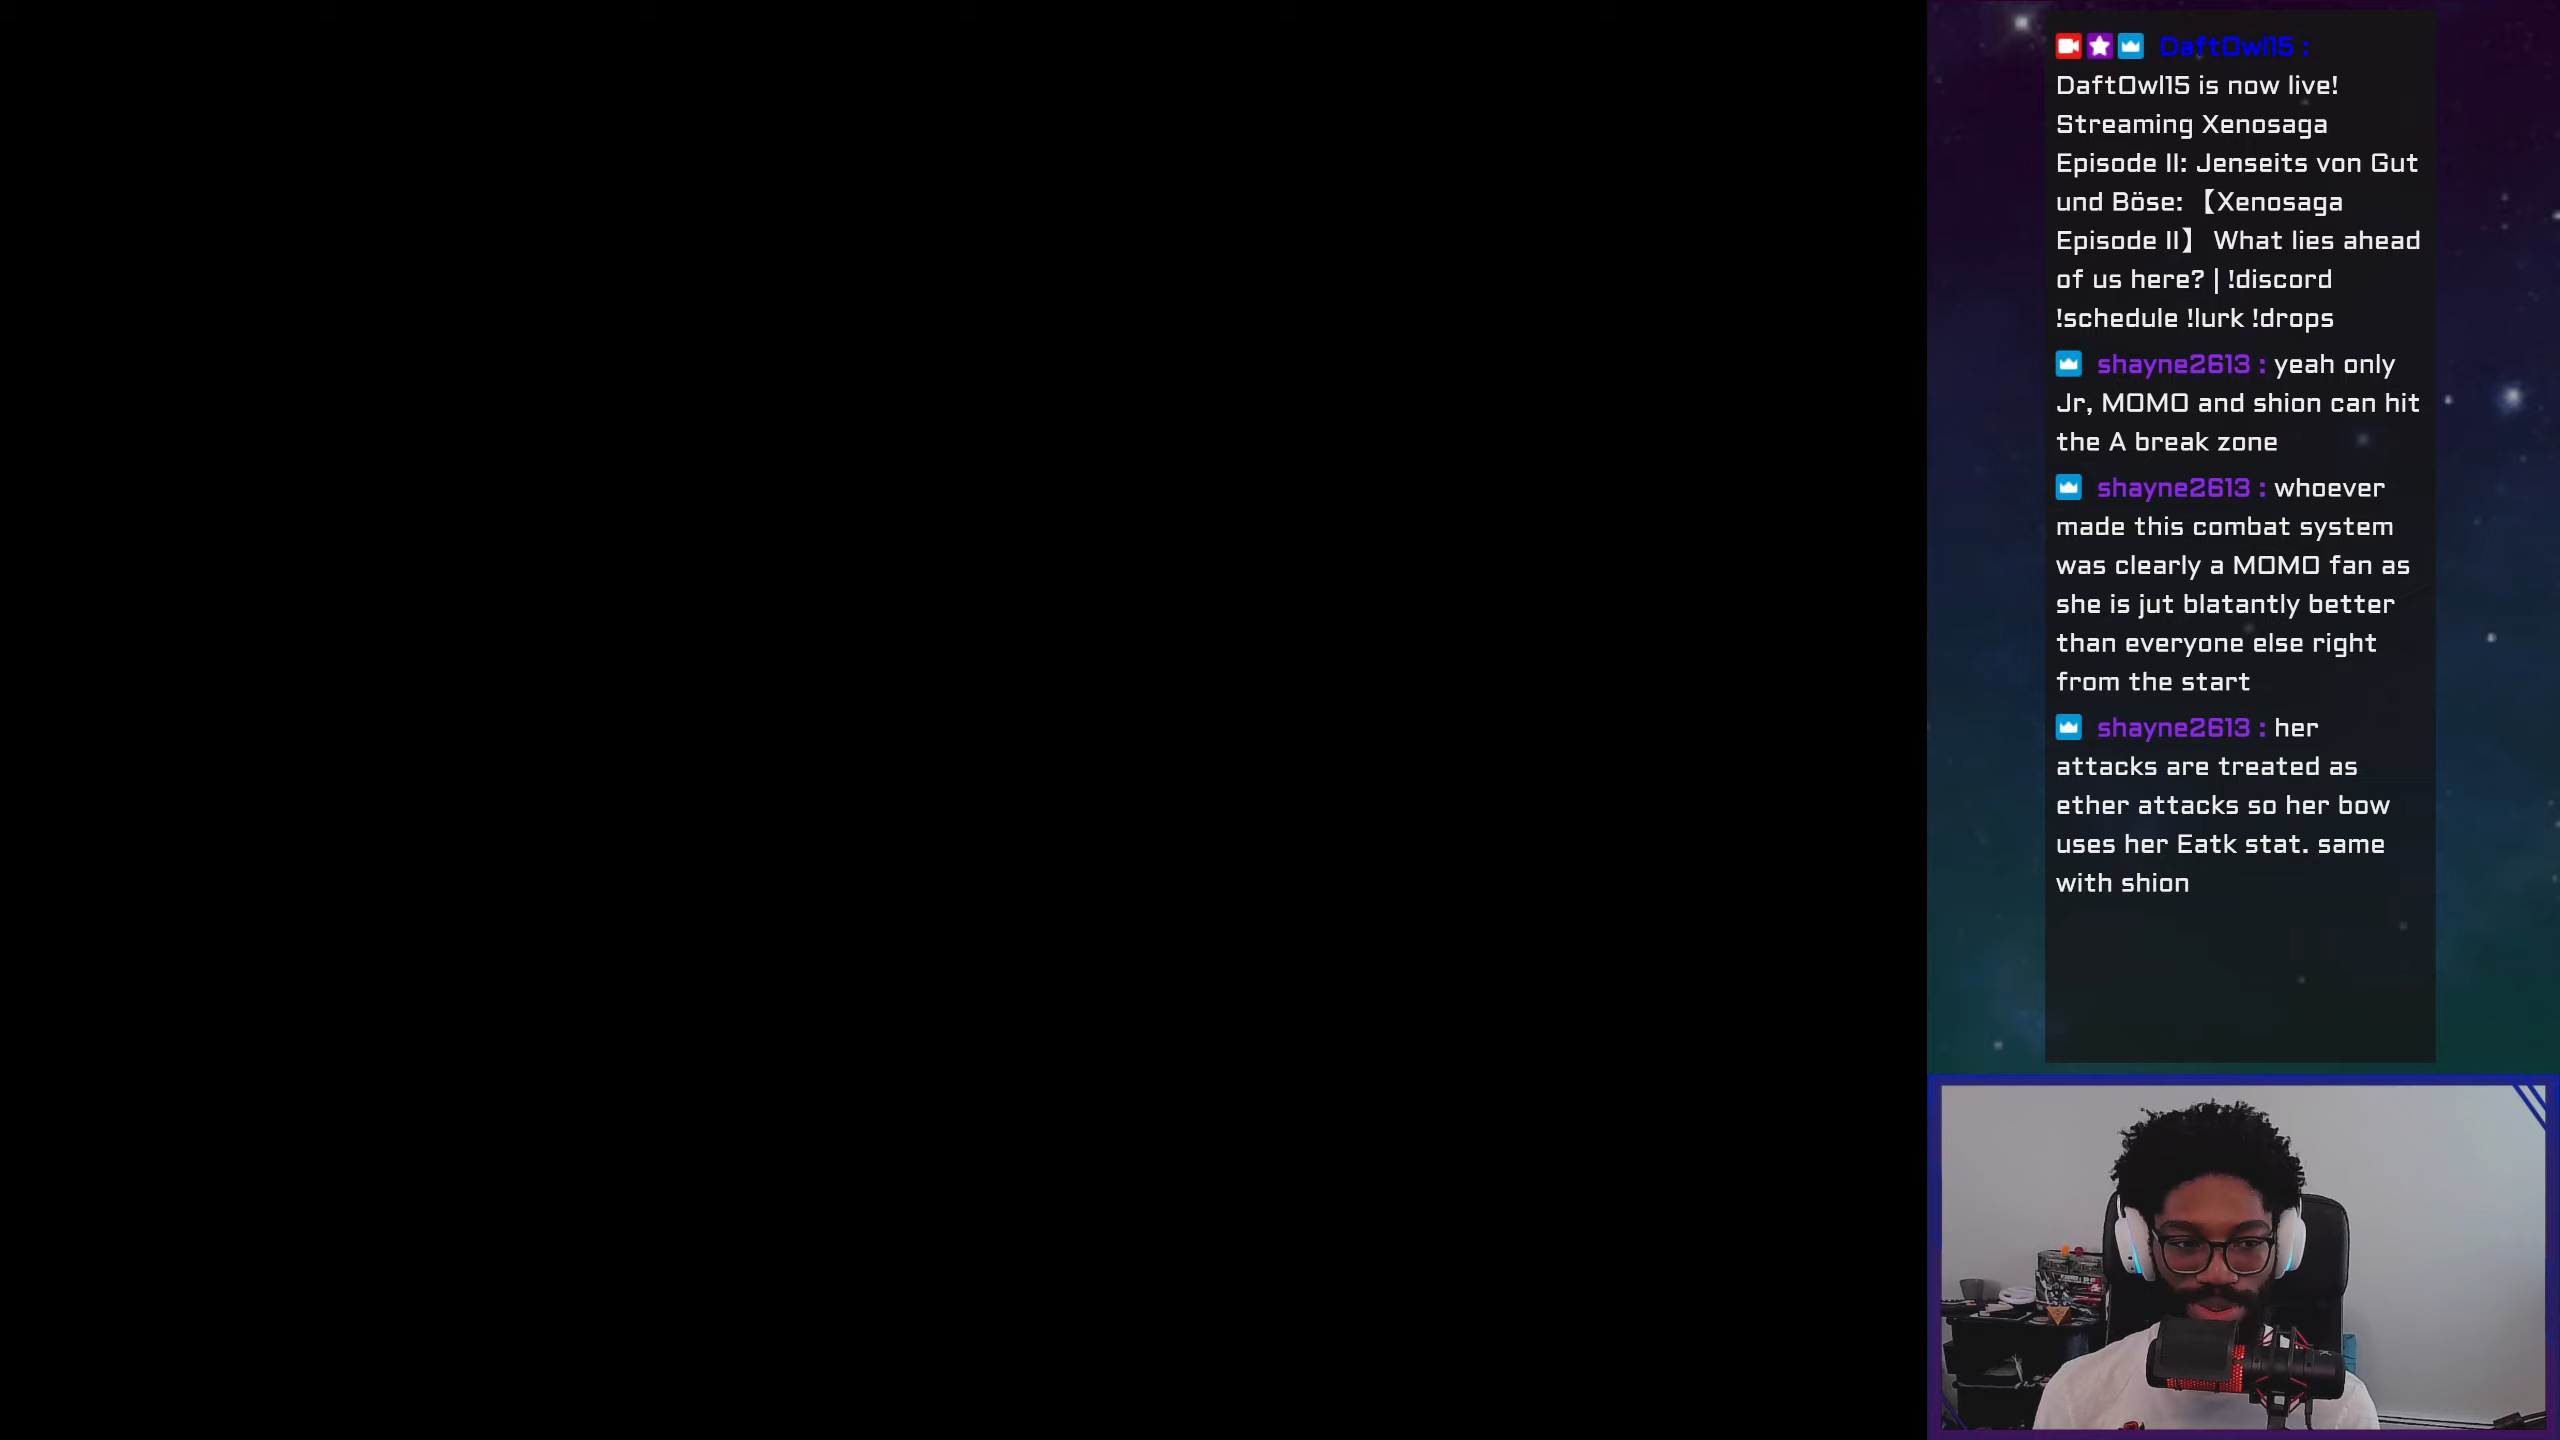 DaftOwl15 :
DaftOwl15 is now live!
Streaming Xenosaga
Episode II: Jenseits von Gut
und Böse: 【Xenosaga
Episode II】 What lies ahead
of us here? | !discord
!schedule !lurk !drops
shayne2613 : yeah only
Jr, MOMO and shion can hit
the A break zone
shayne2613 : whoever
made this combat system
was clearly a MOMO fan as
she is jut blatantly better
than everyone else right
from the start
shayne2613 : her
attacks are treated as
ether attacks so her bow
uses her Eatk stat. same
with shion